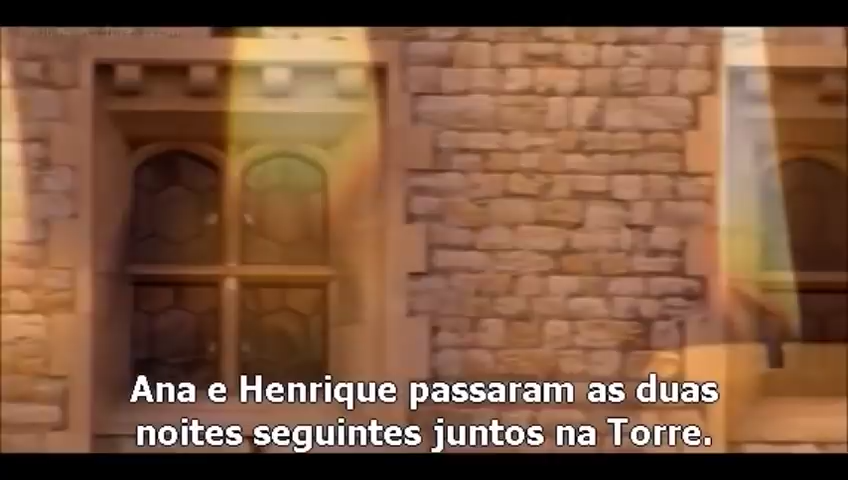 Ana e Henrique passaram as duas
noites seguintes juntos na Torre.